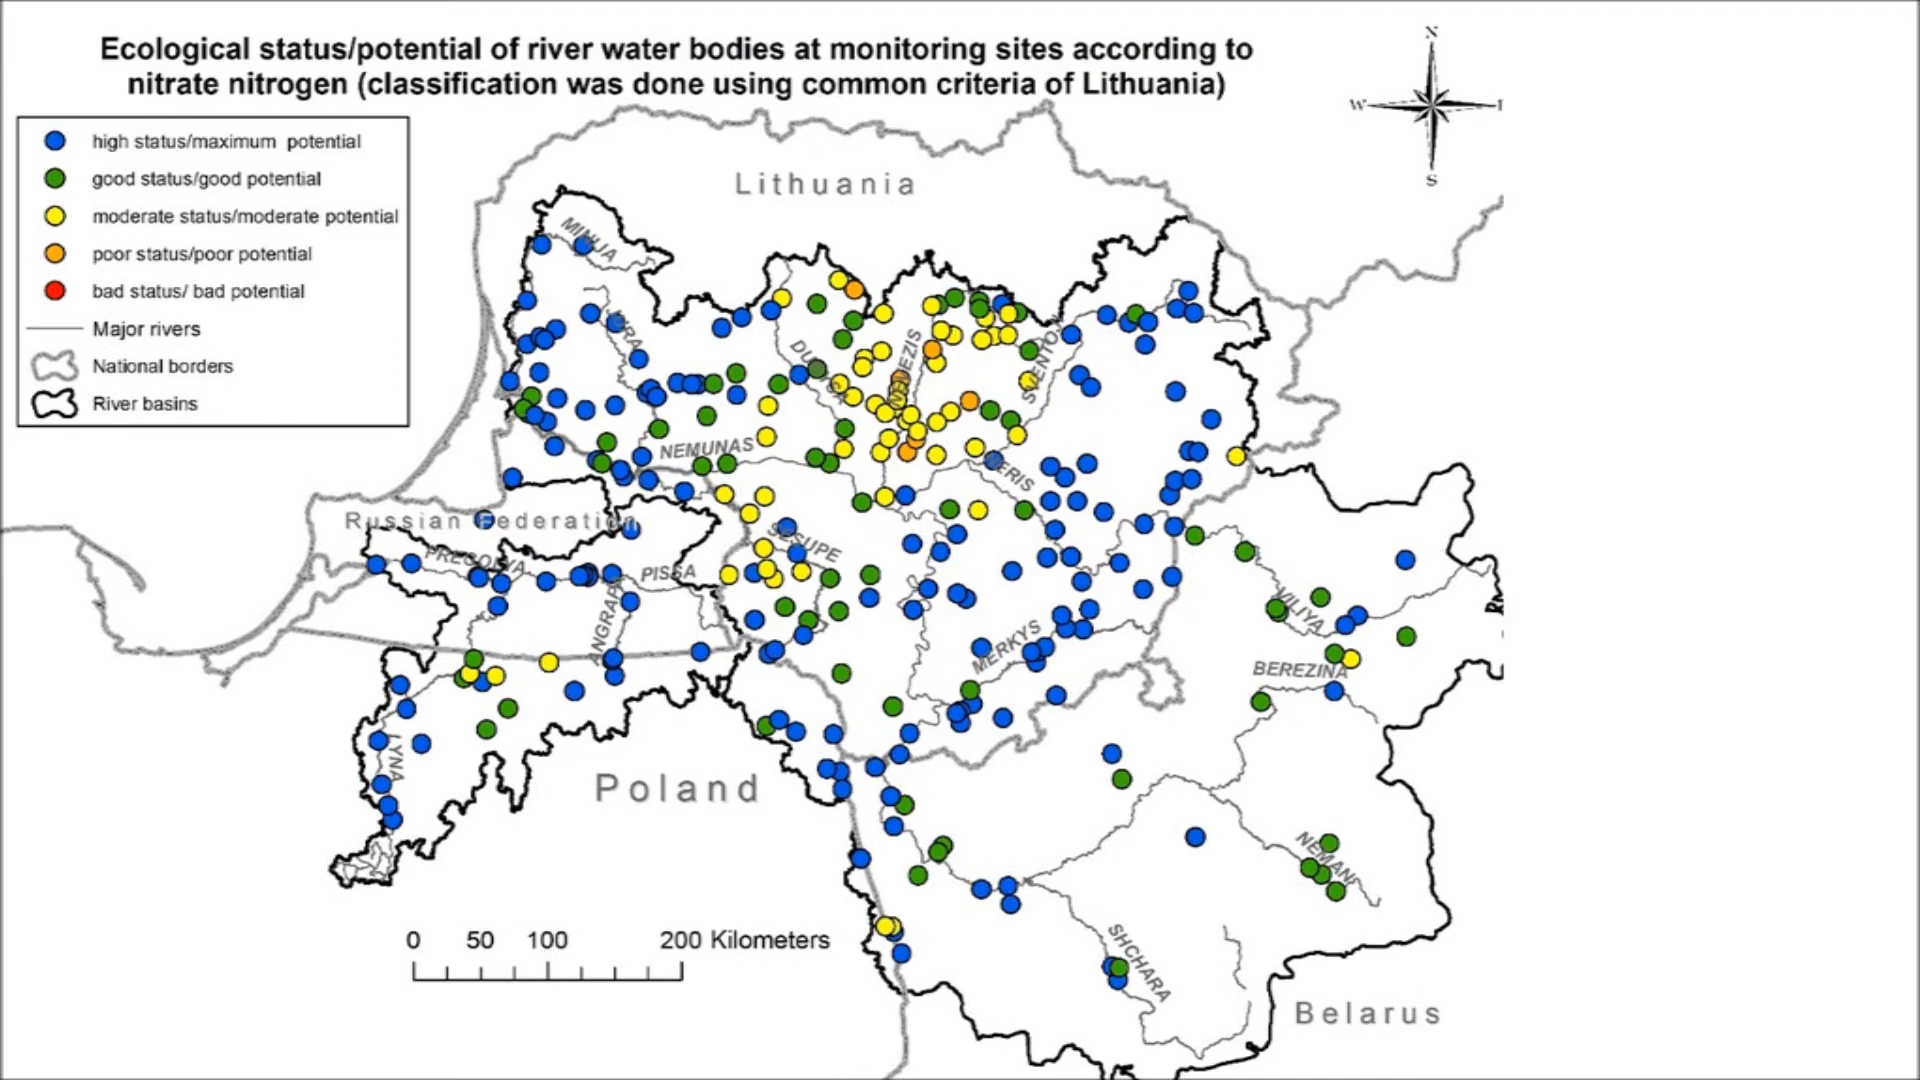 Ecological status/potential of river water bodies at monitoring sites according to
nitrate nitrogen (classification was done using common criteria of Lithuania)
N
W
S
high status/maximum potential
good status/good potential
moderate status/moderate potential
poor status/poor potential
bad status/ bad potential
Major rivers
National borders
River basins
Lithuania
MINIJA
NEMUNAS
NERIS
Russian Federation
PREGOLYA
PISSA
ANGRAPA
SESUPE
MERKYS
VILIYA
BEREZINA
LYNA
Poland
NEMAN
SHCHARA
0 50 100 200 Kilometers
Belarus